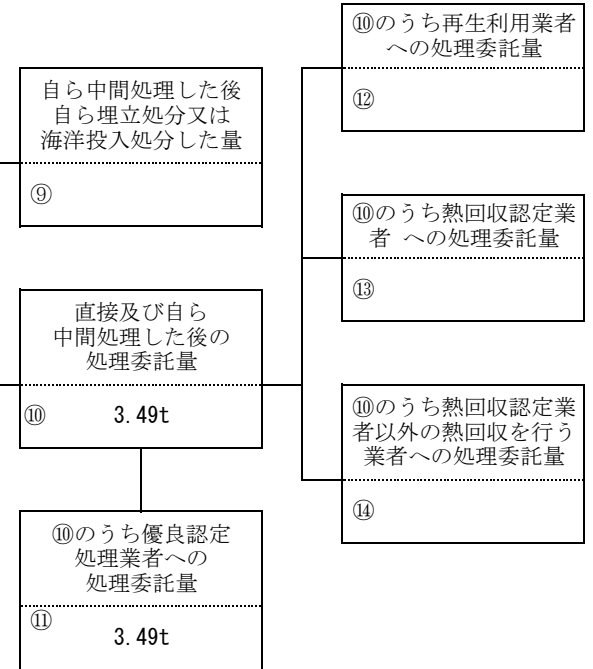 自ら中間処理した後
自ら埋立処分又は
海洋投入処分した量
⑨
直接及び自ら
中間処理した後の
処理委託量
⑩ 3.49t
⑩のうち優良認定
処理業者への
処理委託量
⑪ 3.49t
⑩のうち再生利用業者
への処理委託量
⑫
⑩のうち熱回収認定業
者 への処理委託量
⑬
⑩のうち熱回収認定業
者以外の熱回収を行う
業者への処理委託量
⑭